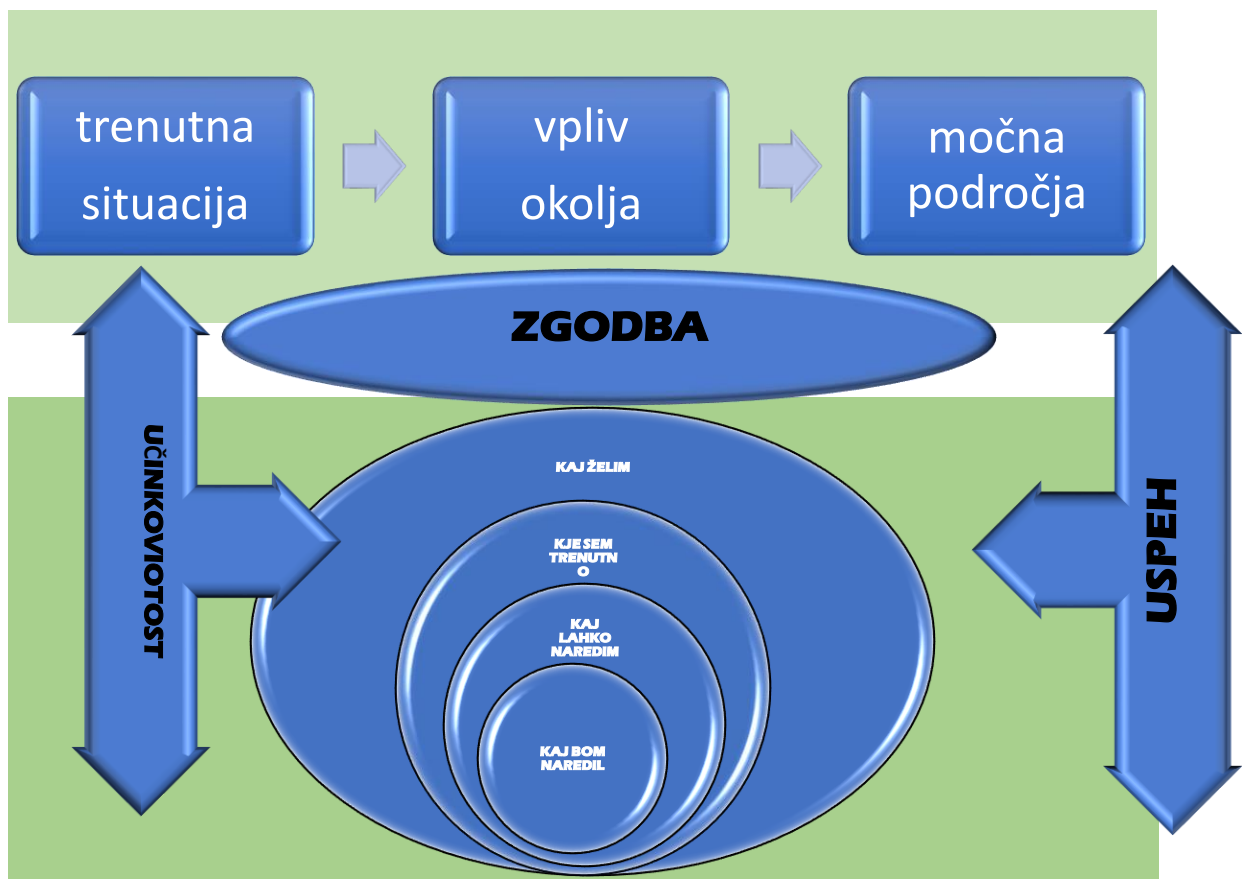 trenutna
situacija
vpliv
okolja
močna
področja
ZGODBA
UČINKOVIOTOST
USPEH
KAJ ŽELIM
KJE SEM
TRENUTN
O
KAJ
LAHKO
NAREDIM
KAJ BOM
NAREDIL